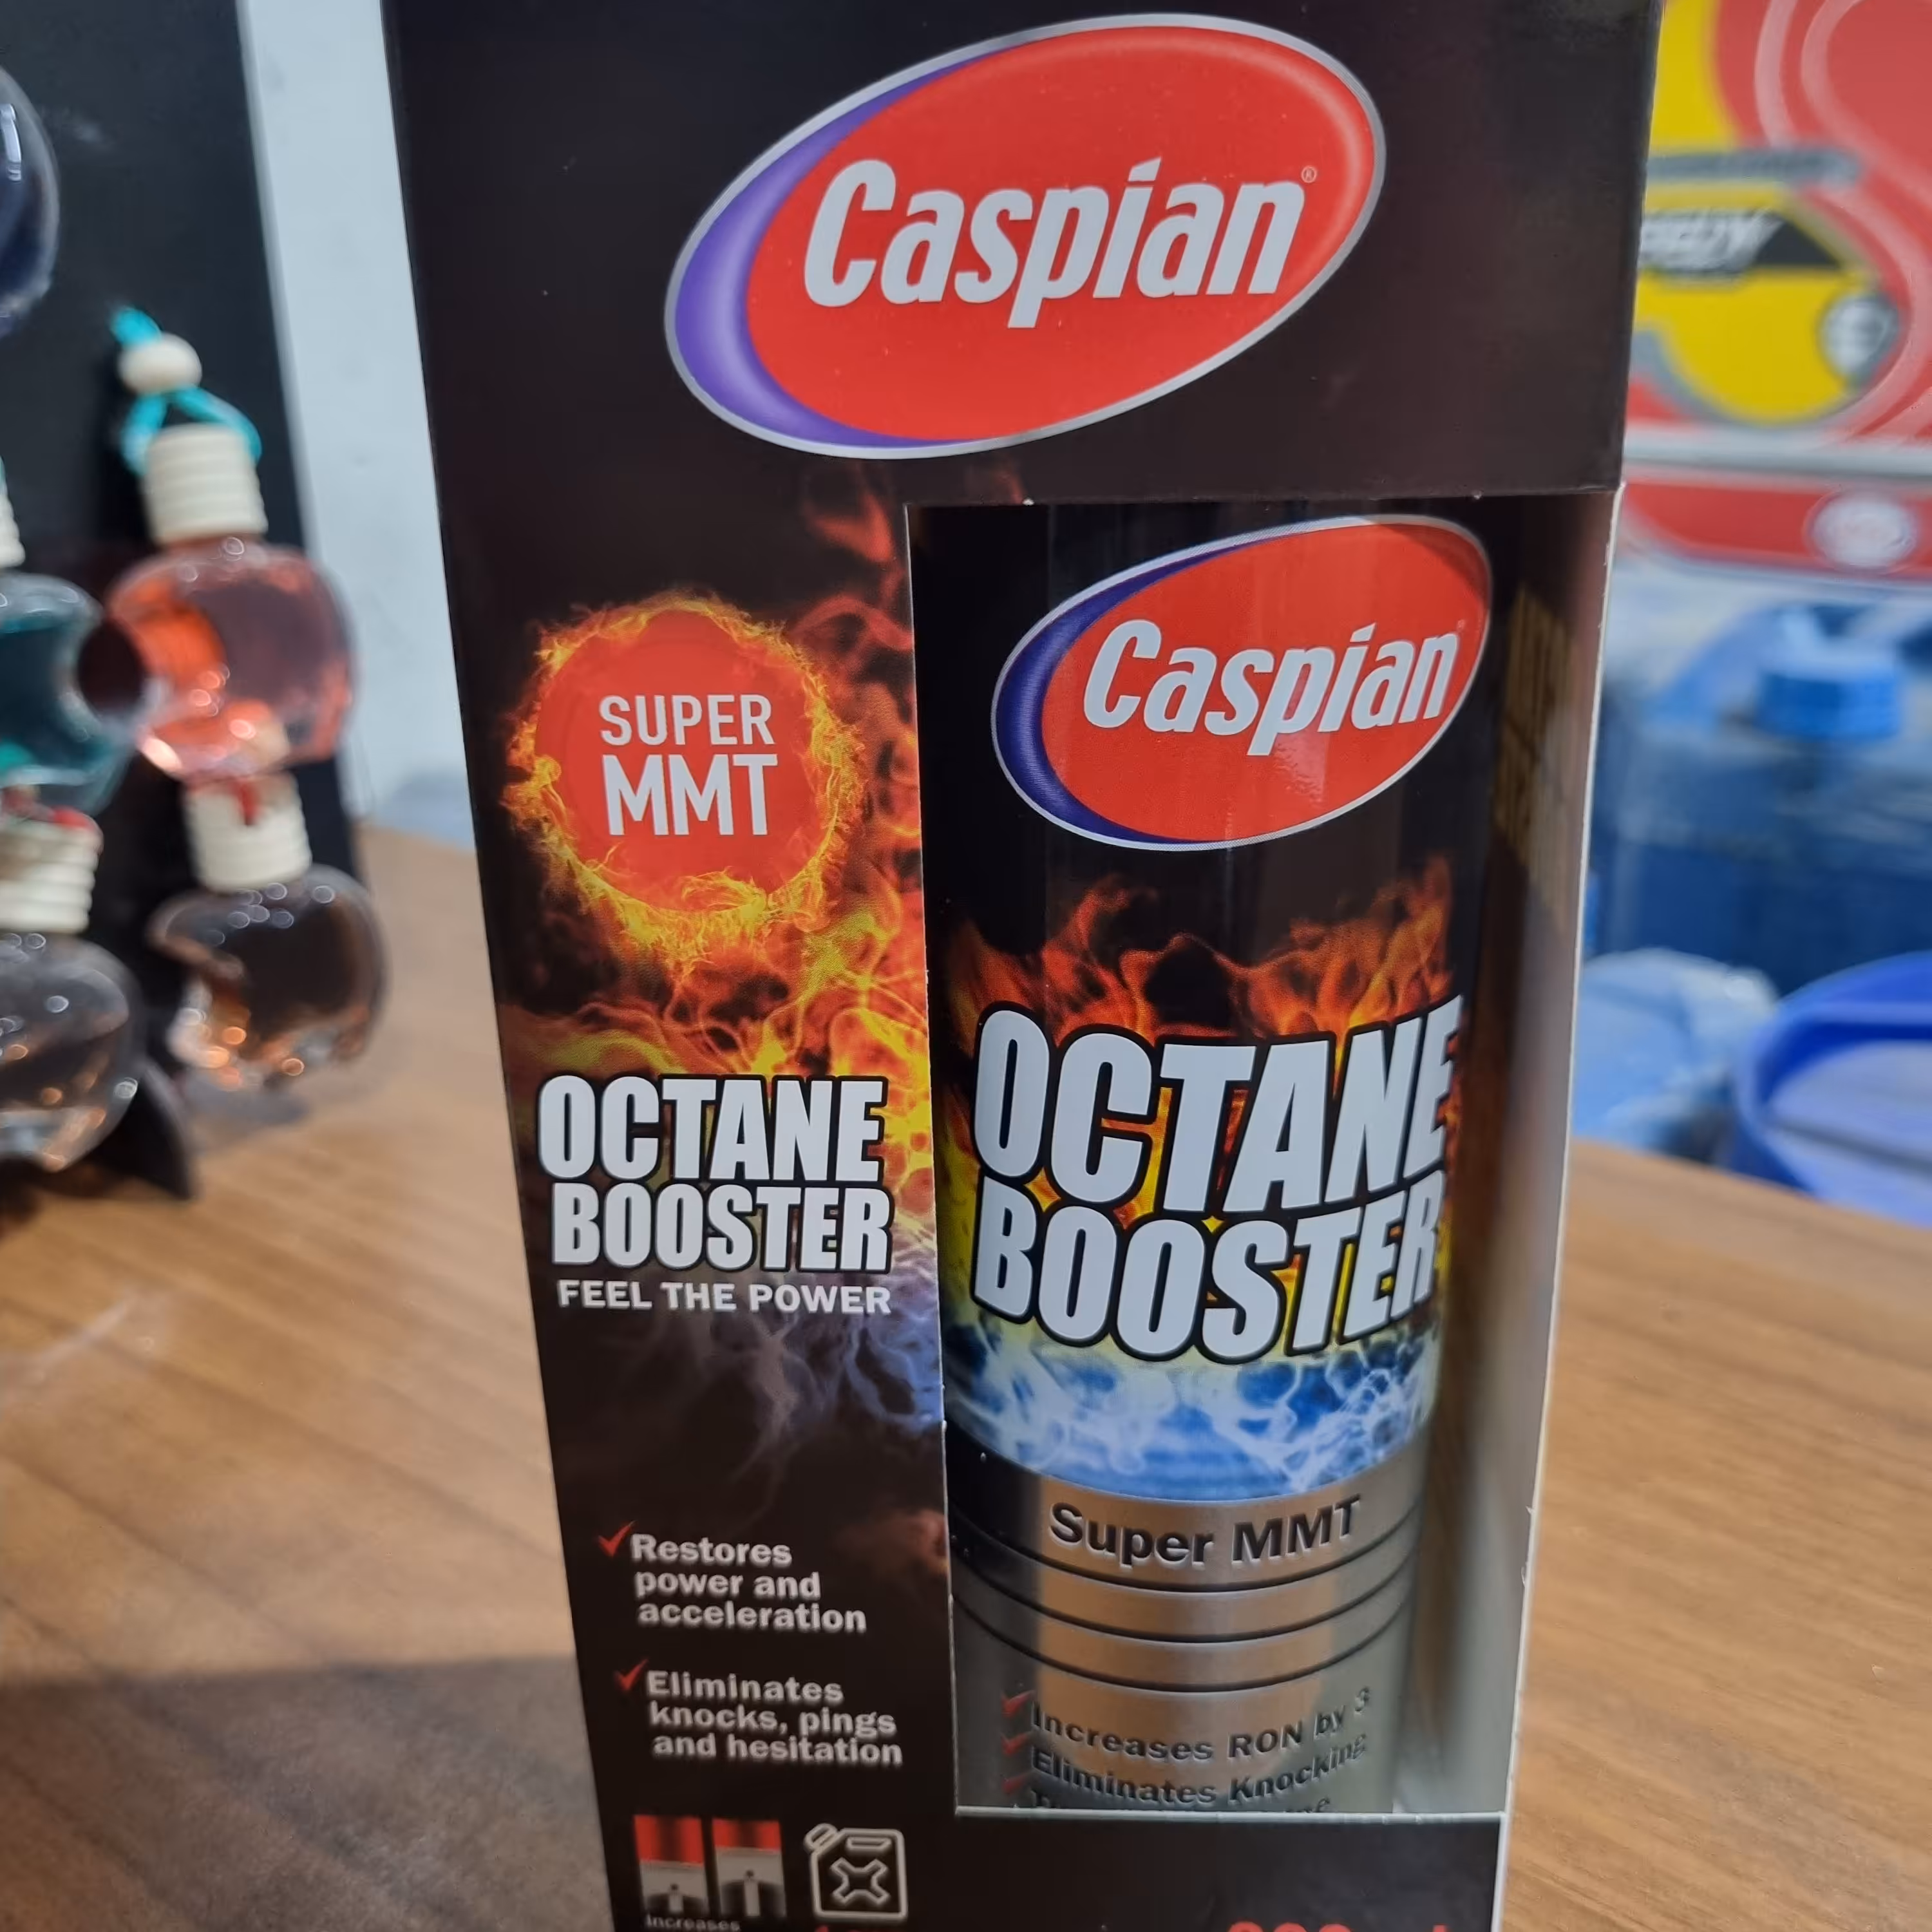 Caspian®
SUPER
MMT
OCTANE
BOOSTER
FEEL THE POWER
Restores
power and
acceleration
Eliminates
knocks, pings
and hesitation
Increases
Caspian
OCTANE
BOOSTER
Super MMT
Increases RON by 3
Eliminates Knocking